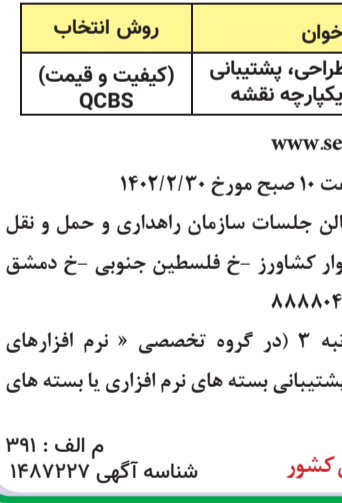 خوان روش انتخاب
طراحی، پشتیبانی (کیفیت و قیمت)
یکپارچه نقشه QCBS
www.se
۱۰ صبح مورخ ۱۴۰۲/۲/۳۰
الن جلسات سازمان راهداری و حمل و نقل
وار کشاورز -خ فلسطین جنوبی -خ دمشق
۸۸۸۸۰۴
به ۳ (در گروه تخصصی « نرم افزارهای
پشتیبانی بسته های نرم افزاری یا بسته های
م الف : ۳۹۱
کشور شناسه آگهی ۱۴۸۷۲۲۷